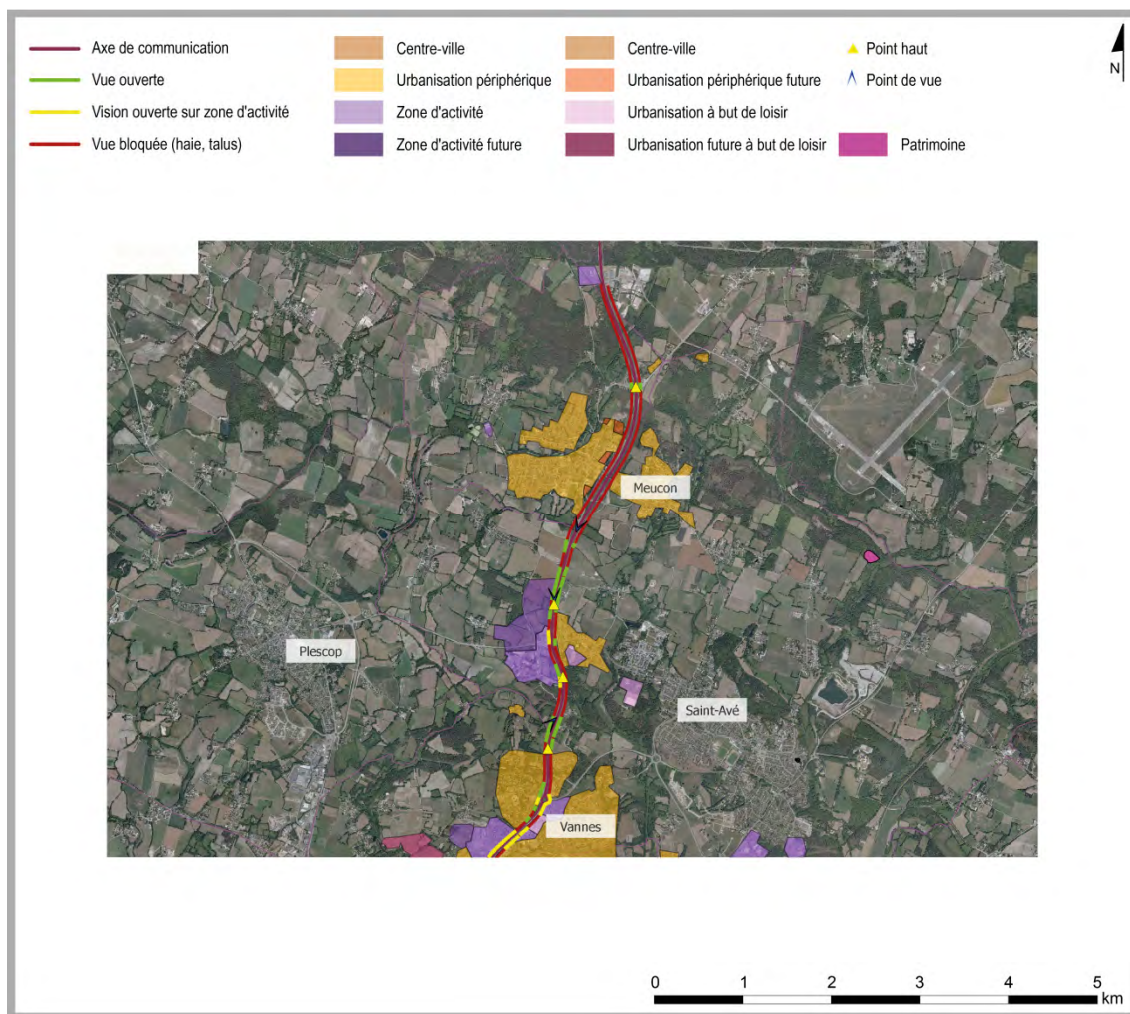 Axe de communication
Vue ouverte
Vision ouverte sur zone d'activité
Vue bloquée (haie, talus)
Centre-ville
Urbanisation périphérique
Zone d'activité
Zone d'activité future
Centre-ville
Urbanisation périphérique future
Urbanisation à but de loisir
Urbanisation future à but de loisir
Point haut
Point de vue
Patrimoine
N
Meucon
Plescop
Saint-Avé
Vannes
0 1 2 3 4 5
km